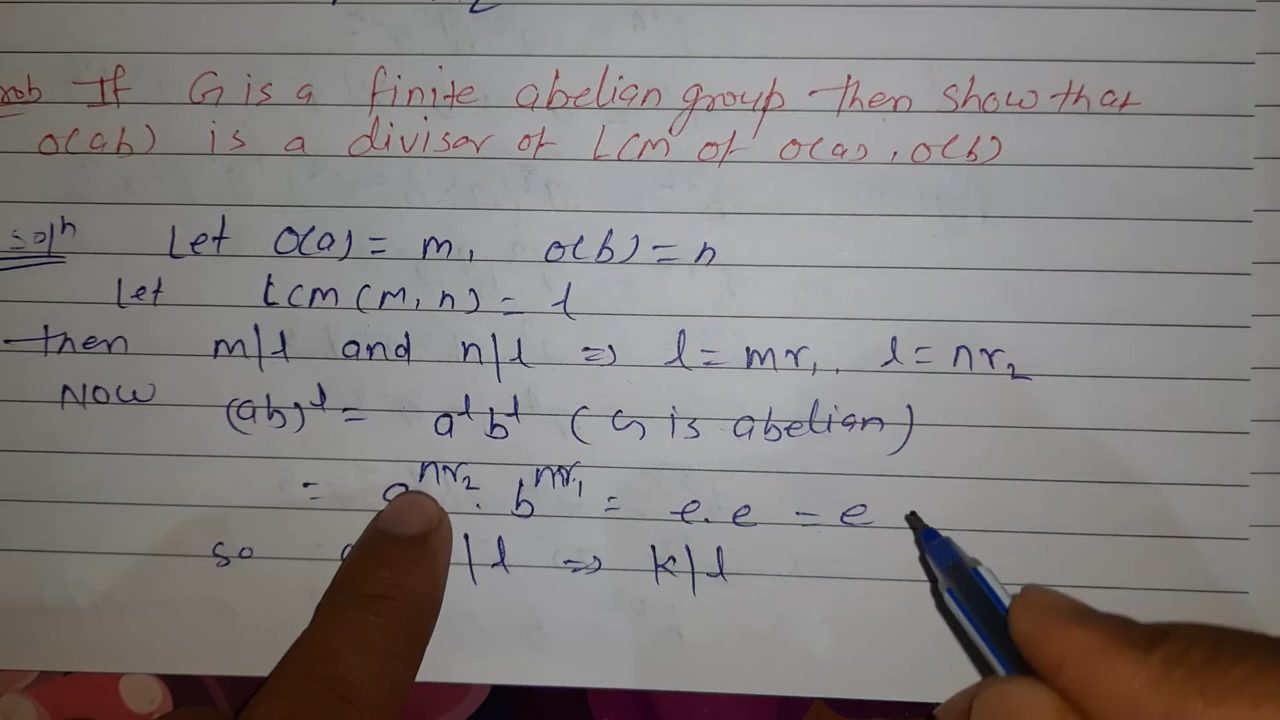 rob If G is a finite abelian group then show that
o(ab) is a divisor of LCM of o(a), o(b)
Solⁿ Let o(a) = m, o(b) = n
Let LCM (m, n) = l
then m/l and n/l ⇒ l = mr₁, l = nr₂
Now (ab)ˡ = aˡbˡ (G is abelian)
= a^nr₂ . b^mr₁ = e.e = e
so /l ⇒ k/l